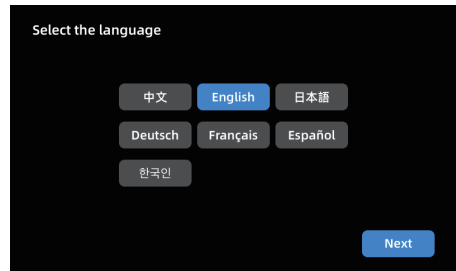 Select the language
中文 English 日本語
Deutsch Français Español
한국인
Next